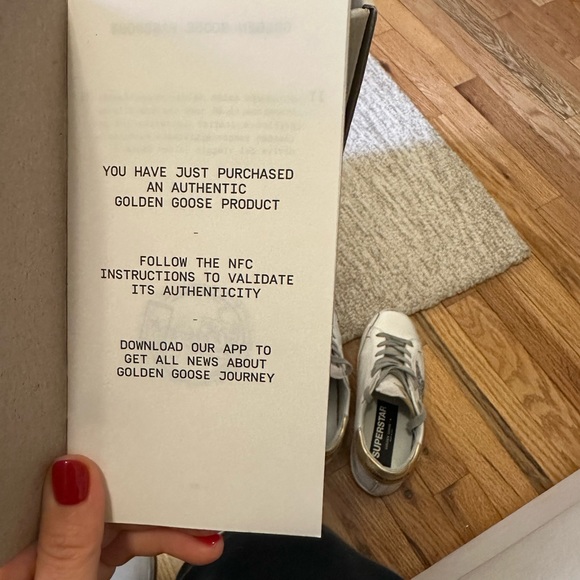 YOU HAVE JUST PURCHASED
AN AUTHENTIC
GOLDEN GOOSE PRODUCT
-
FOLLOW THE NFC
INSTRUCTIONS TO VALIDATE
ITS AUTHENTICITY
-
DOWNLOAD OUR APP TO
GET ALL NEWS ABOUT
GOLDEN GOOSE JOURNEY
SUPERSTAR